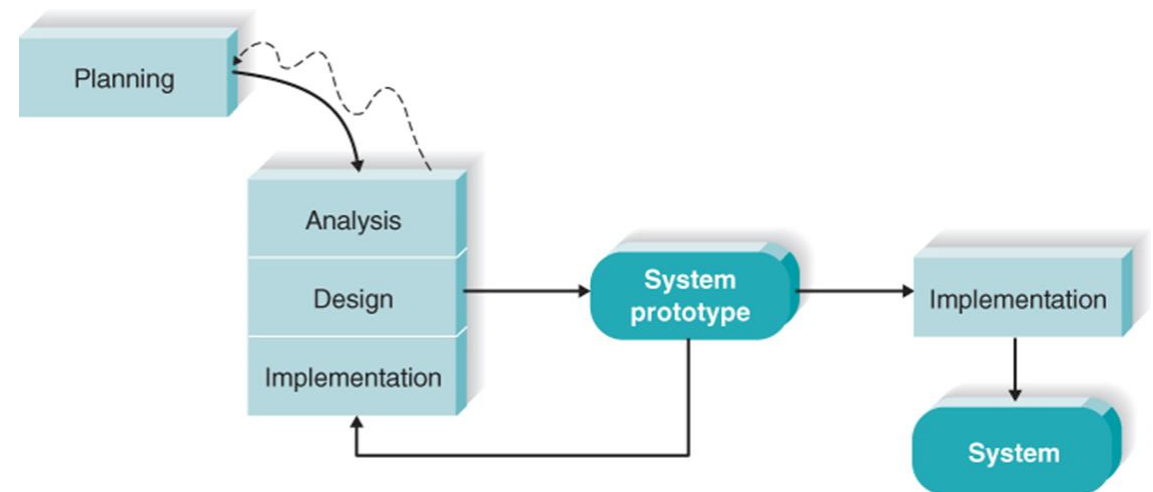 Planning
Analysis
Design
Implementation
System
prototype
Implementation
System